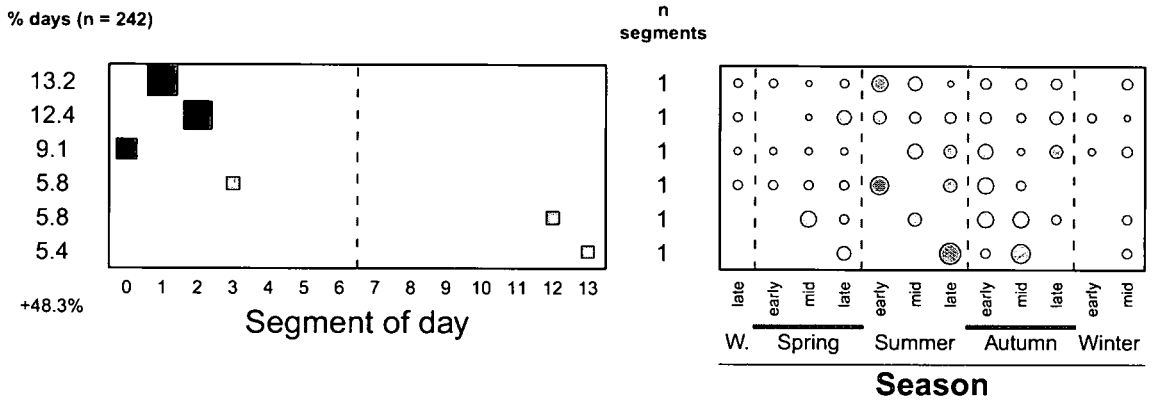 % days (n = 242)
n
segments
13.2
1
12.4
1
9.1
1
5.8
1
5.8
1
5.4
1
+48.3%
0 1 2 3 4 5 6 7 8 9 10 11 12 13
Segment of day
late early mid late early mid late early mid late early mid
W. Spring Summer Autumn Winter
Season